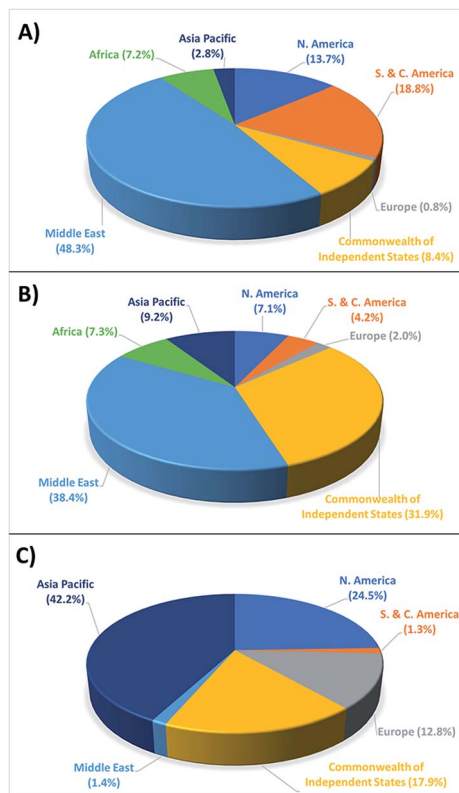 A)
Asia Pacific
(2.8%)
N. America
(13.7%)
Africa (7.2%)
S. & C. America
(18.8%)
Europe (0.8%)
Middle East
(48.3%)
Commonwealth of
Independent States (8.4%)
B)
Asia Pacific
(9.2%)
N. America
(7.1%)
S. & C. America
(4.2%)
Africa (7.3%)
Europe (2.0%)
Middle East
(38.4%)
Commonwealth of
Independent States (31.9%)
C)
Asia Pacific
(42.2%)
N. America
(24.5%)
S. & C. America
(1.3%)
Europe (12.8%)
Middle East
(1.4%)
Commonwealth of
Independent States (17.9%)